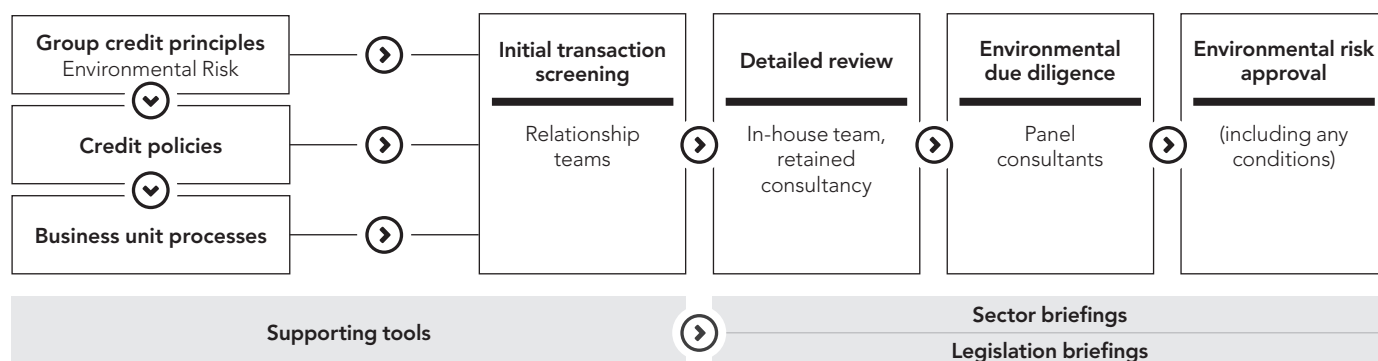 Group credit principles
Environmental Risk
Credit policies
Business unit processes
Initial transaction
screening
Relationship
teams
Detailed review
In-house team,
retained
consultancy
Environmental
due diligence
Panel
consultants
Environmental risk
approval
(including any
conditions)
Supporting tools
Sector briefings
Legislation briefings